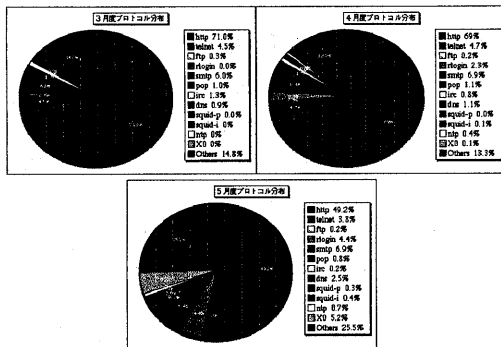 3月度プロトコル分布
http 71.0%
telnet 4.5%
ftp 0.3%
rlogin 0.0%
smtp 6.0%
pop 1.0%
irc 1.3%
dns 0.9%
squid-p 0.0%
squid-i 0%
ntp 0%
X0 0%
Others 14.8%
4月度プロトコル分布
http 69%
telnet 4.7%
ftp 0.2%
rlogin 2.3%
smtp 6.9%
pop 1.1%
irc 0.8%
dns 1.1%
squid-p 0.0%
squid-i 0.1%
ntp 0.4%
X0 0.1%
Others 13.3%
5月度プロトコル分布
http 49.2%
telnet 3.8%
ftp 0.2%
rlogin 4.4%
smtp 6.9%
pop 0.8%
irc 0.2%
dns 2.5%
squid-p 0.3%
squid-i 0.4%
ntp 0.7%
X0 5.2%
Others 25.5%